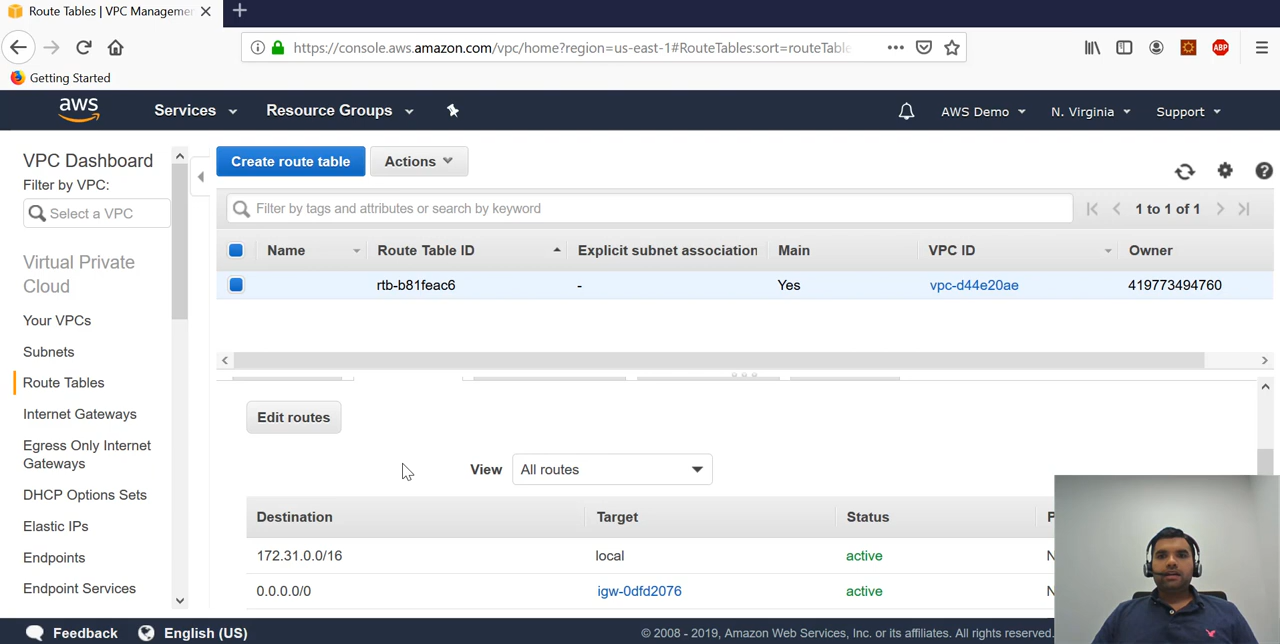 Route Tables | VPC Managemen
https://console.aws.amazon.com/vpc/home?region=us-east-1#RouteTables:sort=routeTable
ABP
Getting Started
aws
Services
Resource Groups
AWS Demo
N. Virginia
Support
VPC Dashboard
Filter by VPC:
Select a VPC
Virtual Private
Cloud
Your VPCs
Subnets
Route Tables
Internet Gateways
Egress Only Internet
Gateways
DHCP Options Sets
Elastic IPs
Endpoints
Endpoint Services
Create route table
Actions
Filter by tags and attributes or search by keyword
1 to 1 of 1
Name Route Table ID Explicit subnet association Main VPC ID Owner
rtb-b81feac6 - Yes vpc-d44e20ae 419773494760
Edit routes
View All routes
Destination Target Status P
172.31.0.0/16 local active N
0.0.0.0/0 igw-0dfd2076 active N
Feedback
English (US)
© 2008 - 2019, Amazon Web Services, Inc. or its affiliates. All rights reserved.